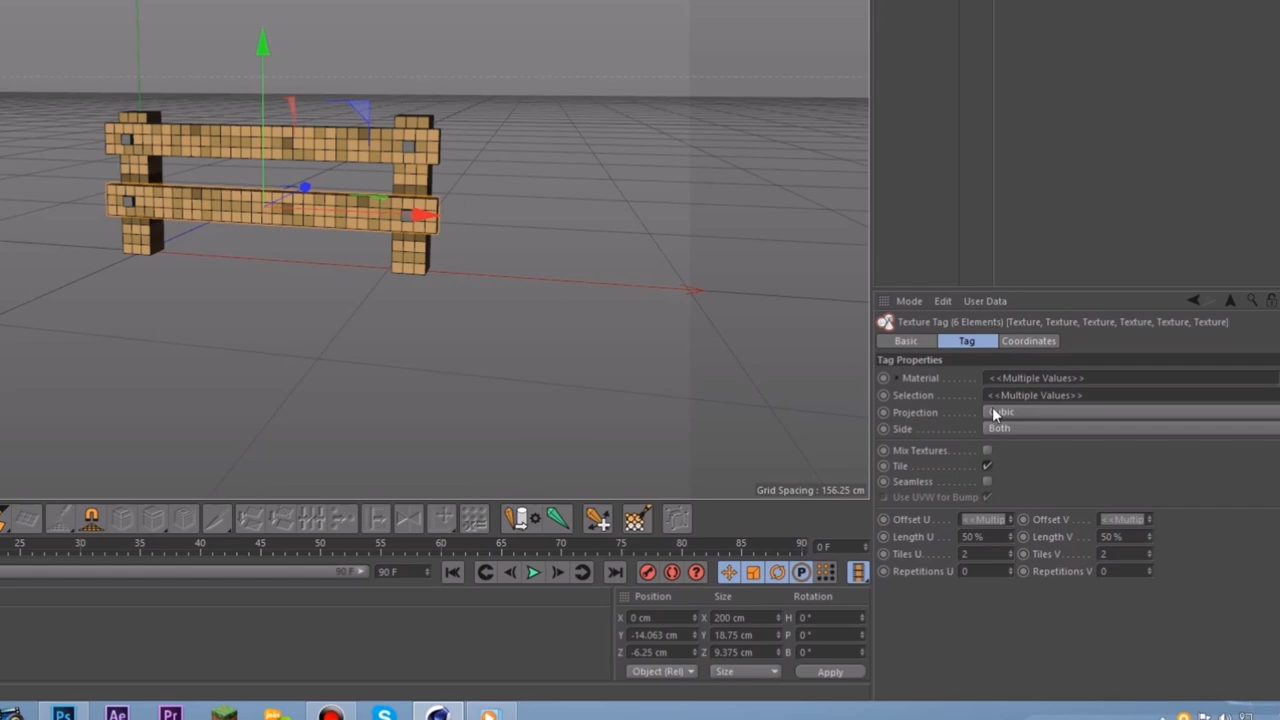 Grid Spacing : 156.25 cm
25 30 35 40 45 50 55 60 65 70 75 80 85 90 0 F
90 F 90 F
Position Size Rotation
X 0 cm X 200 cm H 0 °
Y -14.063 cm Y 18.75 cm P 0 °
Z -6.25 cm Z 9.375 cm B 0 °
Object (Rel) Size Apply
Mode Edit User Data
Texture Tag (6 Elements) [Texture, Texture, Texture, Texture, Texture, Texture]
Basic Tag Coordinates
Tag Properties
Material . . . . . . . <<Multiple Values>>
Selection . . . . . . . <<Multiple Values>>
Projection . . . . . . Cubic
Side . . . . . . . . . . Both
Mix Textures. . . . . .
Tile . . . . . . . . . . .
Seamless . . . . . . . .
Use UVW for Bump
Offset U . . . <<Multip Offset V . . . . <<Multip
Length U . . . 50 % Length V . . . 50 %
Tiles U. . . . . 2 Tiles V. . . . . . 2
Repetitions U 0 Repetitions V 0
Ps Ae Pr